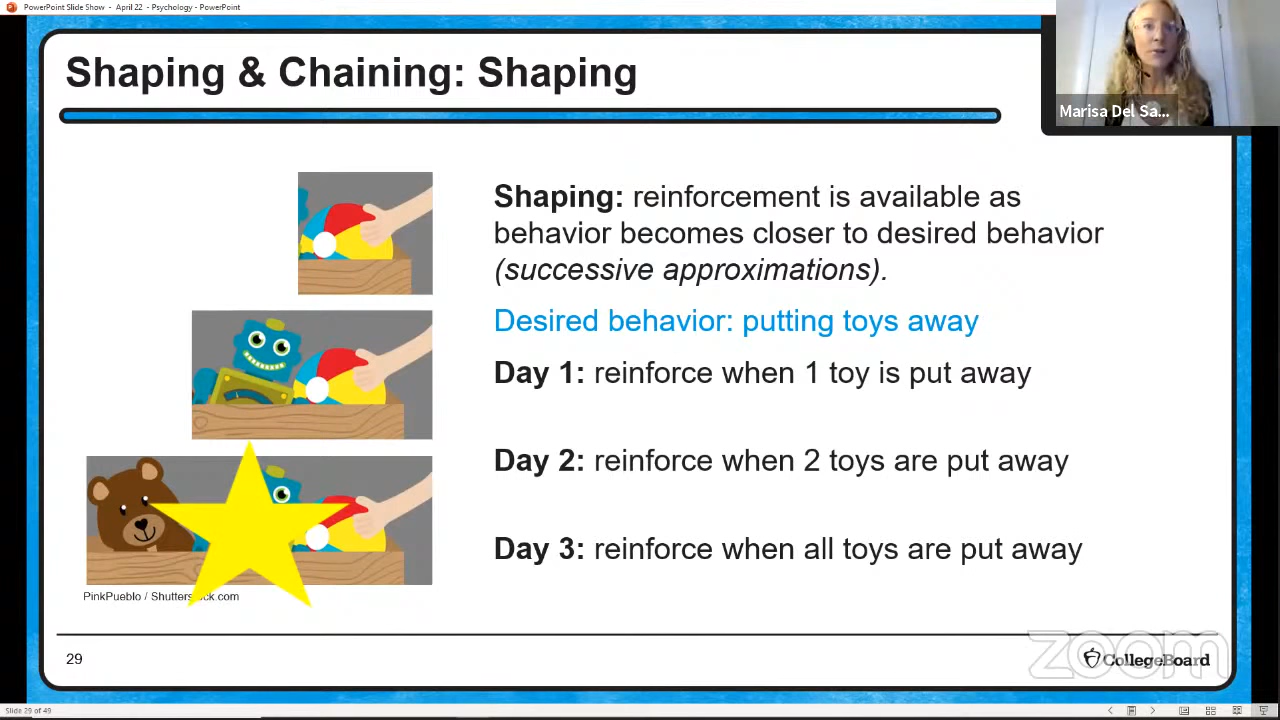 PowerPoint Slide Show - April 22 - Psychology - PowerPoint
Shaping & Chaining: Shaping
Marisa Del Sa...
Shaping: reinforcement is available as
behavior becomes closer to desired behavior
(successive approximations).
Desired behavior: putting toys away
Day 1: reinforce when 1 toy is put away
Day 2: reinforce when 2 toys are put away
Day 3: reinforce when all toys are put away
PinkPueblo / Shutterstock.com
29
zoom
CollegeBoard
Slide 29 of 49